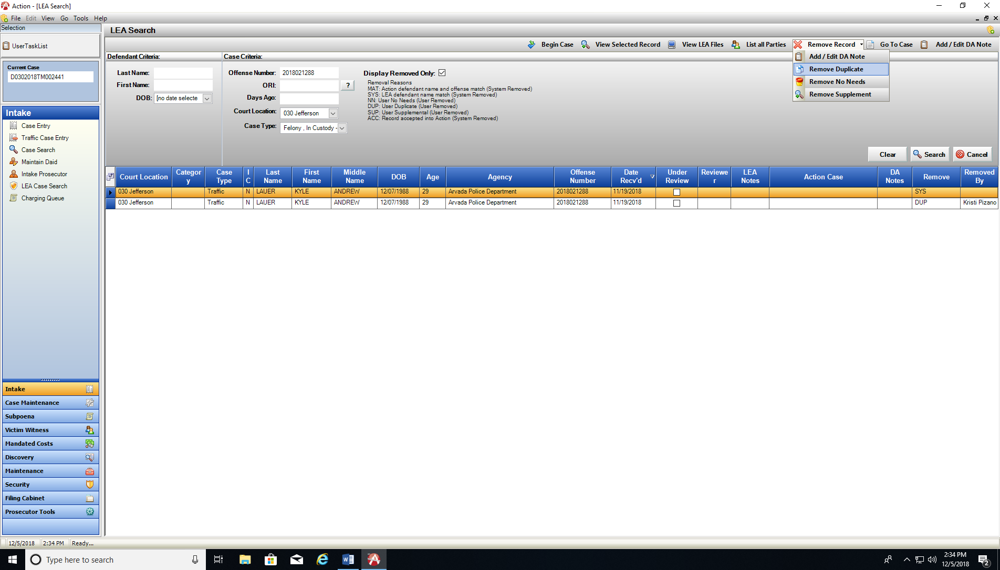 Action - [LEA Search]
File Edit View Go Tools Help
Selection
UserTaskList
Current Case
D0302018TM002441
Intake
Case Entry
Traffic Case Entry
Case Search
Maintain Daid
Intake Prosecutor
LEA Case Search
Charging Queue
Intake
Case Maintenance
Subpoena
Victim Witness
Mandated Costs
Discovery
Maintenance
Security
Filing Cabinet
Prosecutor Tools
LEA Search
Begin Case View Selected Record View LEA Files List all Parties Remove Record Go To Case Add / Edit DA Note
Add / Edit DA Note
Remove Duplicate
Remove No Needs
Remove Supplement
Defendant Criteria:
Last Name:
First Name:
DOB: [no date selecte
Case Criteria:
Offense Number: 2018021288
ORI: ?
Days Ago:
Court Location: 030 Jefferson
Case Type: Felony , In Custody -
Display Removed Only:
Removal Reasons
MAT: Action defendant name and offense match (System Removed)
SYS: LEA defendant name match (System Removed)
NN: User No Needs (User Removed)
DUP: User Duplicate (User Removed)
SUP: User Supplemental (User Removed)
ACC: Record accepted into Action (System Removed)
Clear Search Cancel
Court Location Categor y Case Type I C Last Name First Name Middle Name DOB Age Agency Offense Number Date Recv'd Under Review Reviewe r LEA Notes Action Case DA Notes Remove Removed By
030 Jefferson Traffic N LAUER KYLE ANDREW 12/07/1988 29 Arvada Police Department 2018021288 11/19/2018 SYS
030 Jefferson Traffic N LAUER KYLE ANDREW 12/07/1988 29 Arvada Police Department 2018021288 11/19/2018 DUP Kristi Pizano
12/5/2018 2:34 PM Ready...
Type here to search
2:34 PM
12/5/2018
2